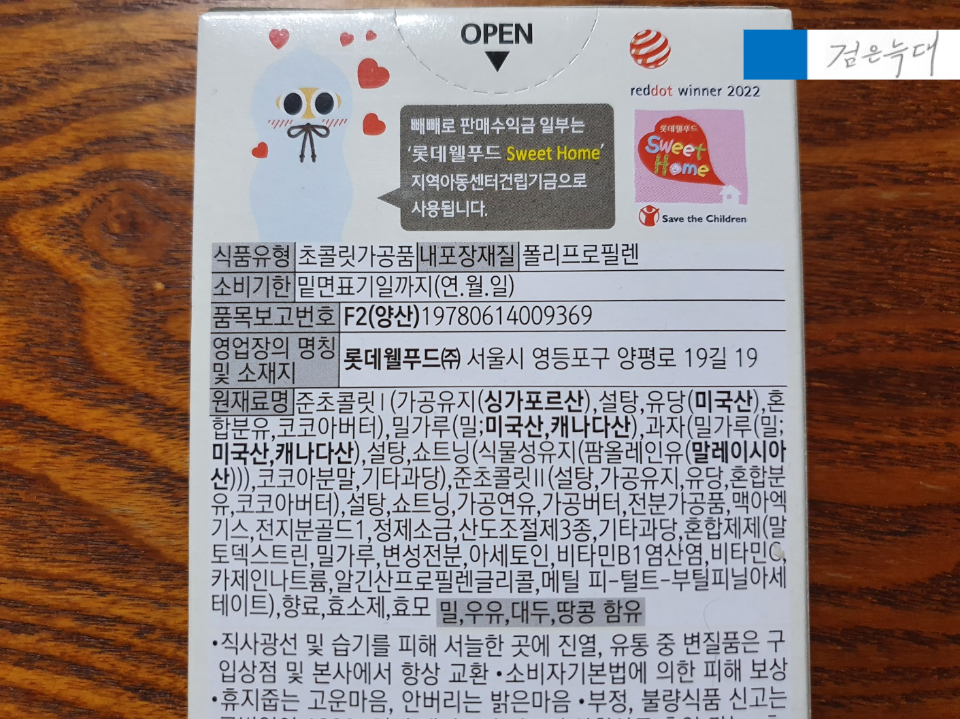 OPEN
검은늑대
reddot winner 2022
빼빼로 판매수익금 일부는
‘롯데웰푸드 Sweet Home’
지역아동센터건립기금으로
사용됩니다.
롯데웰푸드
Sweet
Home
Save the Children
식품유형 초콜릿가공품 내포장재질 폴리프로필렌
소비기한 밑면표기일까지(연.월.일)
품목보고번호 F2(양산)19780614009369
영업장의 명칭
및 소재지 롯데웰푸드㈜ 서울시 영등포구 양평로 19길 19
원재료명 준초콜릿Ⅰ(가공유지(싱가포르산),설탕,유당(미국산),혼
합분유,코코아버터),밀가루(밀;미국산,캐나다산),과자(밀가루(밀;
미국산,캐나다산),설탕,쇼트닝(식물성유지(팜올레인유(말레이시아
산))),코코아분말,기타과당),준초콜릿Ⅱ(설탕,가공유지,유당,혼합분
유,코코아버터),설탕,쇼트닝,가공연유,가공버터,전분가공품,맥아엑
기스,전지분골드1,정제소금,산도조절제3종,기타과당,혼합제제(말
토덱스트린,밀가루,변성전분,아세토인,비타민B1염산염,비타민C,
카제인나트륨,알긴산프로필렌글리콜,메틸 피-털트-부틸피닐아세
테이트),향료,효소제,효모 밀,우유,대두,땅콩 함유
•직사광선 및 습기를 피해 서늘한 곳에 진열, 유통 중 변질품은 구
입상점 및 본사에서 항상 교환 •소비자기본법에 의한 피해 보상
•휴지줍는 고운마음, 안버리는 밝은마음 •부정, 불량식품 신고는